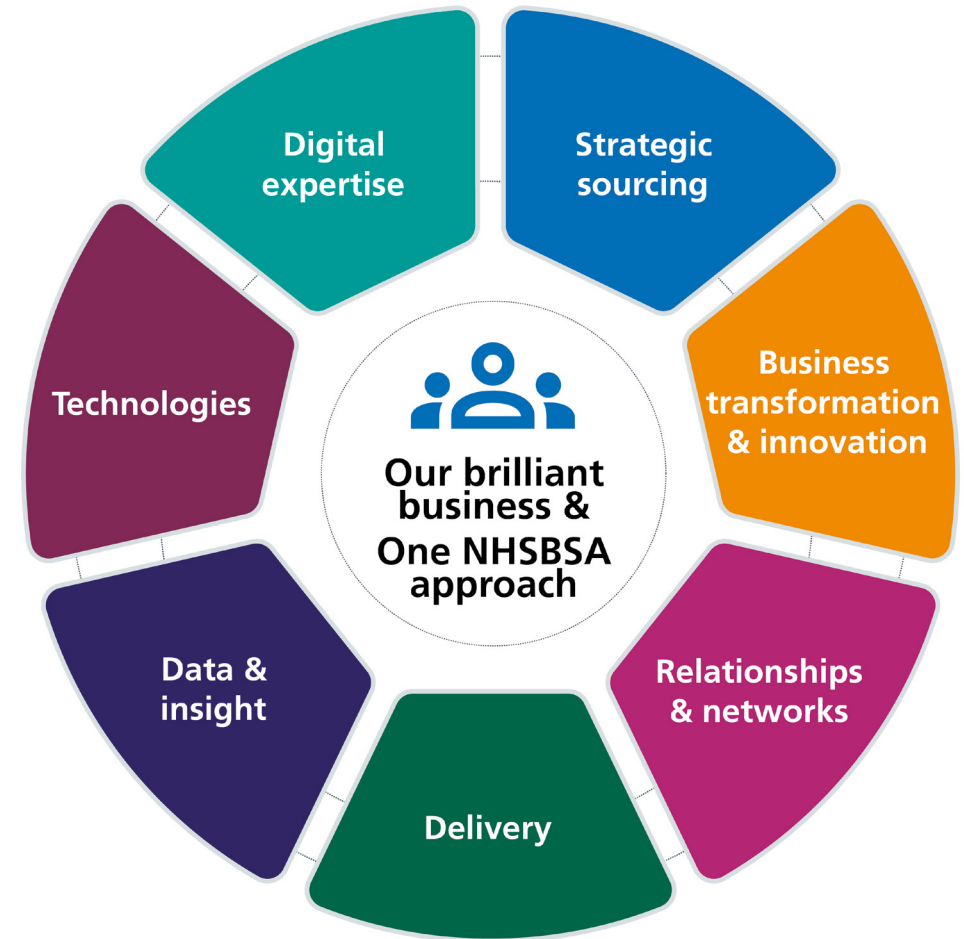 Digital
expertise
Strategic
sourcing
Business
transformation
& innovation
Technologies
Our brilliant
business &
One NHSBSA
approach
Data &
insight
Relationships
& networks
Delivery